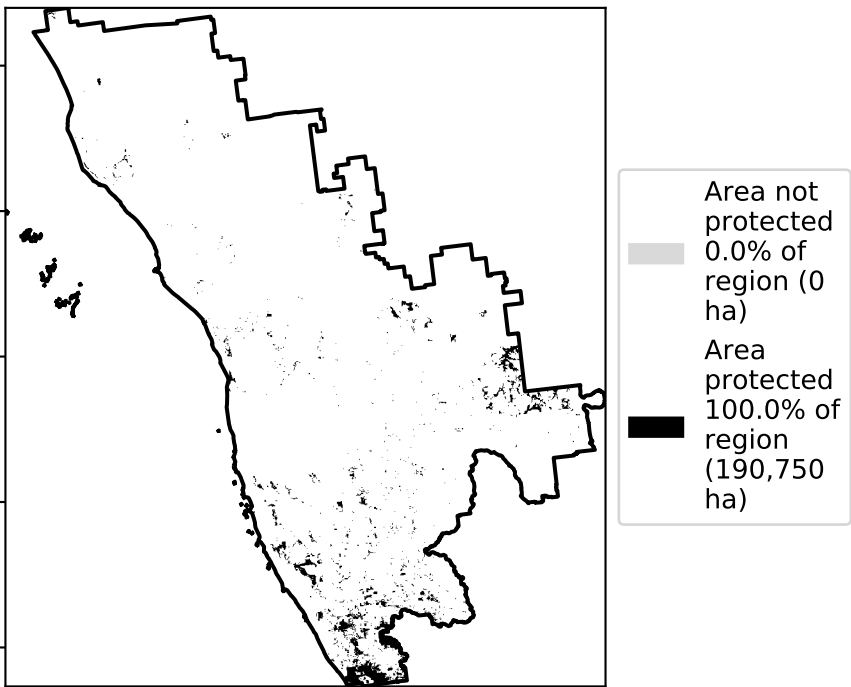 Area not
protected
0.0% of
region (0
ha)
Area
protected
100.0% of
region
(190,750
ha)